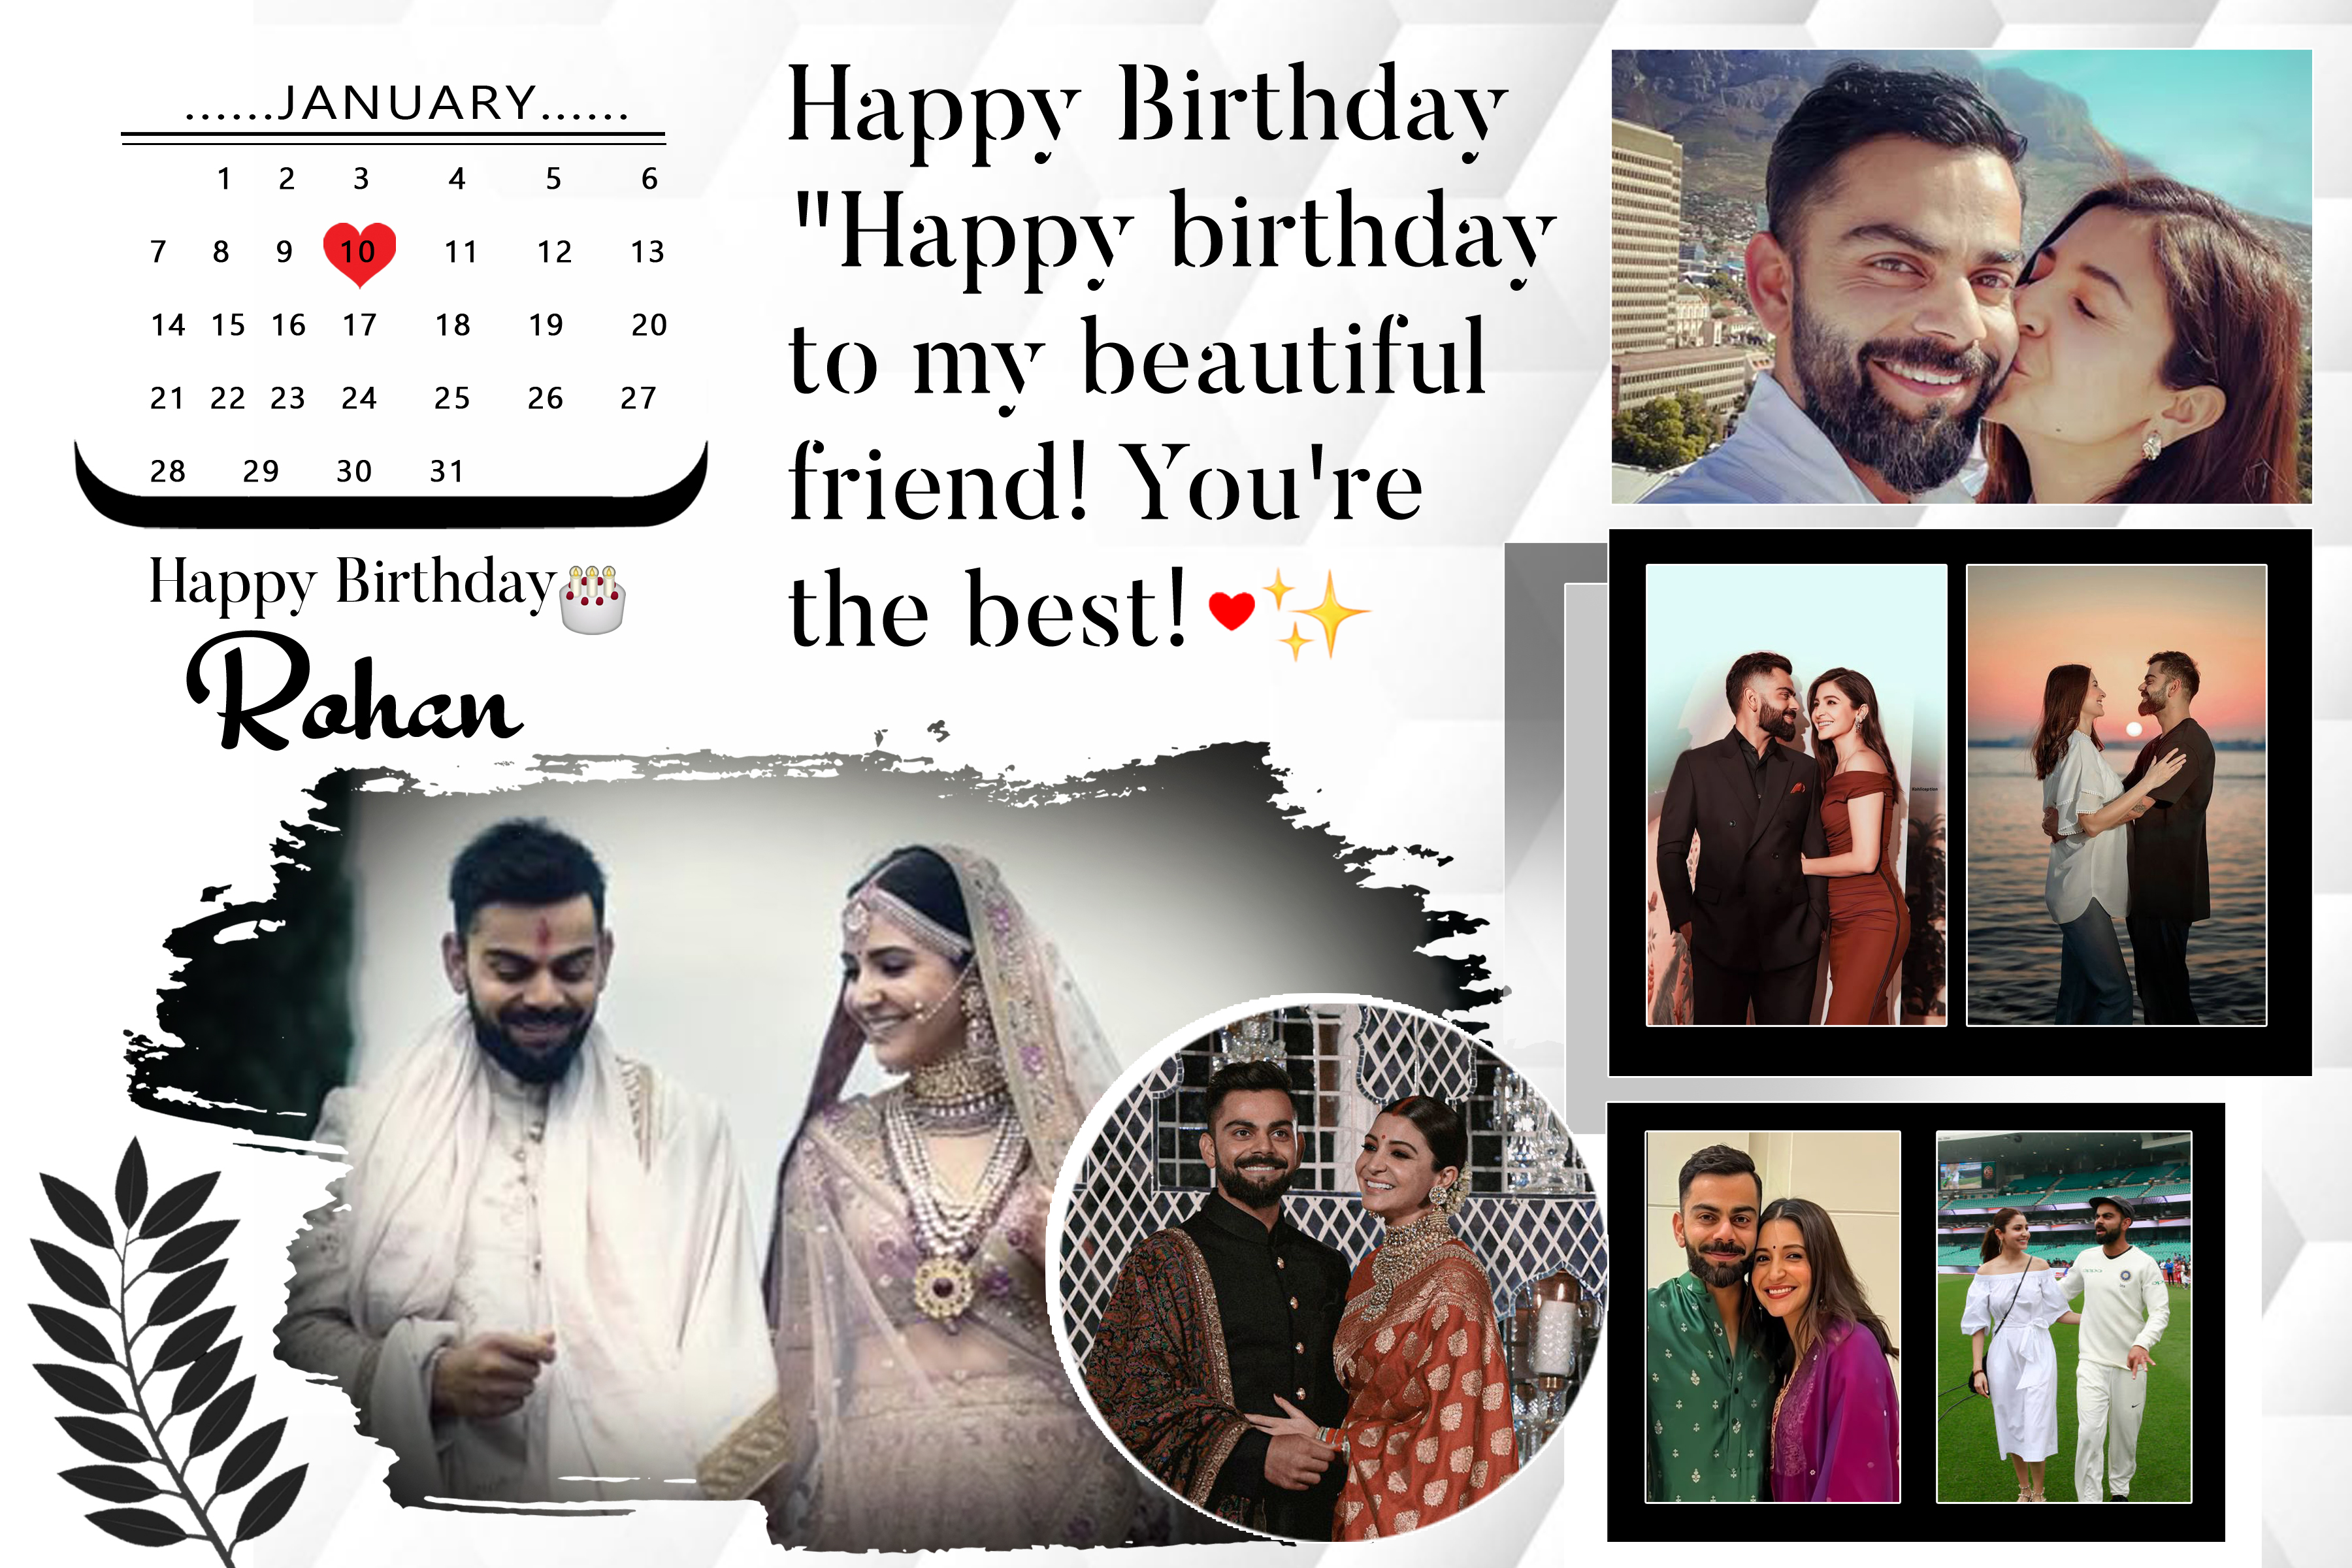 ......JANUARY......
1 2 3 4 5 6
7 8 9 10 11 12 13
14 15 16 17 18 19 20
21 22 23 24 25 26 27
28 29 30 31
Happy Birthday🎂
Rohan
Happy Birthday
"Happy birthday
to my beautiful
friend! You're
the best!❤✨